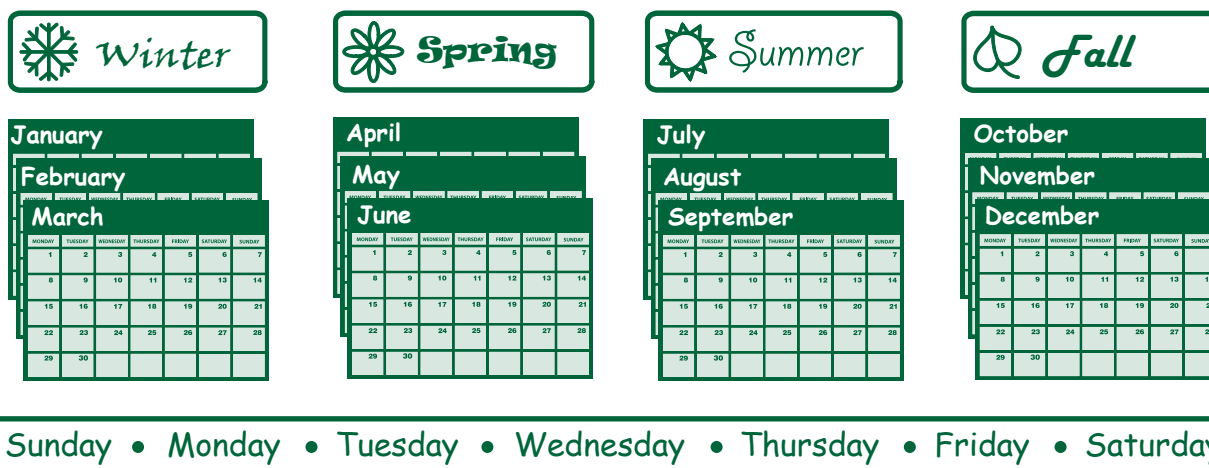 Winter
Spring
Summer
Fall
January
February
March
MONDAY TUESDAY WEDNESDAY THURSDAY FRIDAY SATURDAY SUNDAY
1 2 3 4 5 6 7
8 9 10 11 12 13 14
15 16 17 18 19 20 21
22 23 24 25 26 27 28
29 30
April
May
MONDAY TUESDAY WEDNESDAY THURSDAY FRIDAY SATURDAY SUNDAY
June
MONDAY TUESDAY WEDNESDAY THURSDAY FRIDAY SATURDAY SUNDAY
1 2 3 4 5 6 7
8 9 10 11 12 13 14
15 16 17 18 19 20 21
22 23 24 25 26 27 28
29 30
July
August
September
MONDAY TUESDAY WEDNESDAY THURSDAY FRIDAY SATURDAY SUNDAY
1 2 3 4 5 6 7
8 9 10 11 12 13 14
15 16 17 18 19 20 21
22 23 24 25 26 27 28
29 30
October
November
December
MONDAY TUESDAY WEDNESDAY THURSDAY FRIDAY SATURDAY
1 2 3 4 5 6
8 9 10 11 12 13
15 16 17 18 19 20
22 23 24 25 26 27
29 30
Sunday • Monday • Tuesday • Wednesday • Thursday • Friday • Saturday